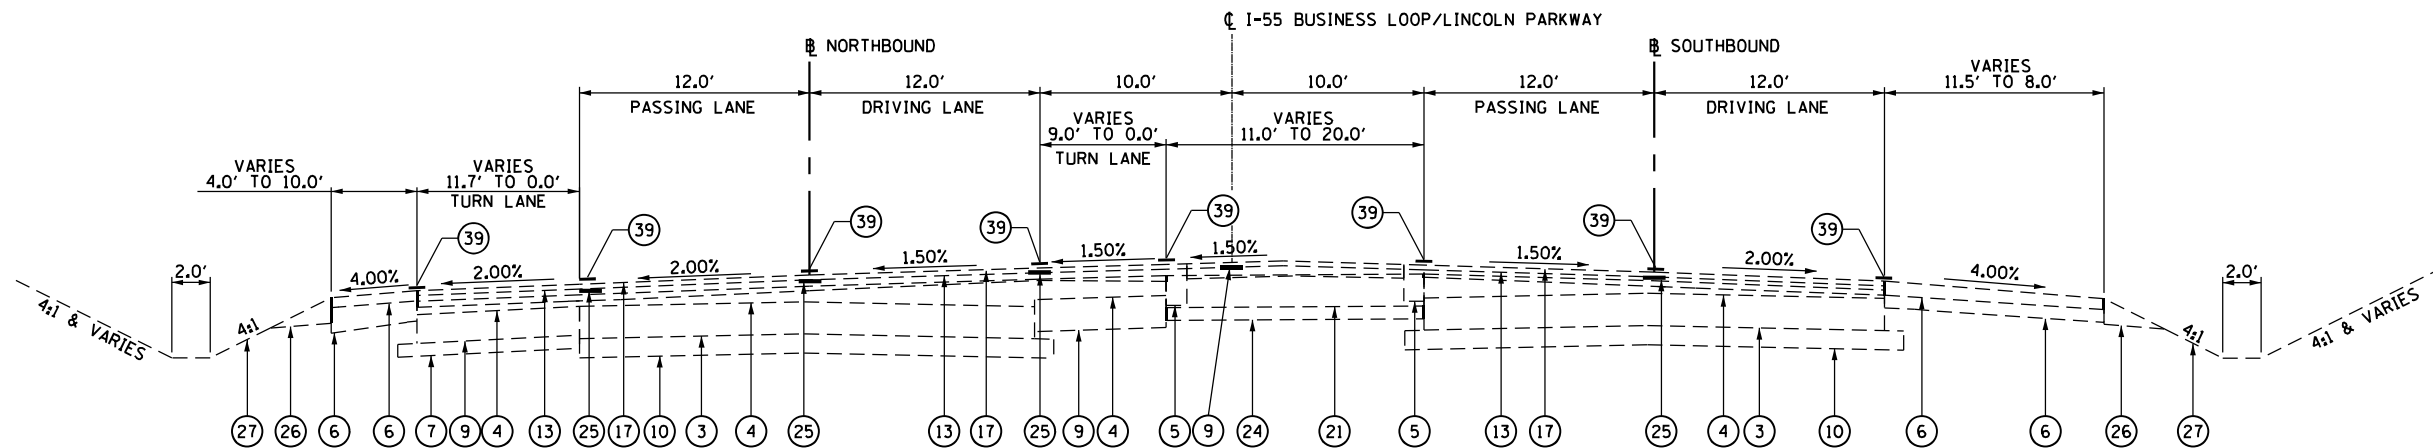 ℄ I-55 BUSINESS LOOP/LINCOLN PARKWAY
℄ NORTHBOUND
℄ SOUTHBOUND
12.0' 12.0' 10.0' 10.0' 12.0' 12.0' VARIES
11.5' TO 8.0'
PASSING LANE DRIVING LANE PASSING LANE DRIVING LANE
VARIES
9.0' TO 0.0'
TURN LANE
VARIES
11.0' TO 20.0'
VARIES
4.0' TO 10.0'
VARIES
11.7' TO 0.0'
TURN LANE
39 39 39 39 39 39 39 39
2.0' 4.00% 2.00% 2.00% 1.50% 1.50% 1.50% 1.50% 2.00% 4.00% 2.0'
4:1 & VARIES 4:1 4:1 4:1 & VARIES
27 26 6 6 7 9 4 13 25 17 10 3 4 25 13 17 25 9 4 5 9 24 21 5 13 17 25 4 3 10 6 6 26 27